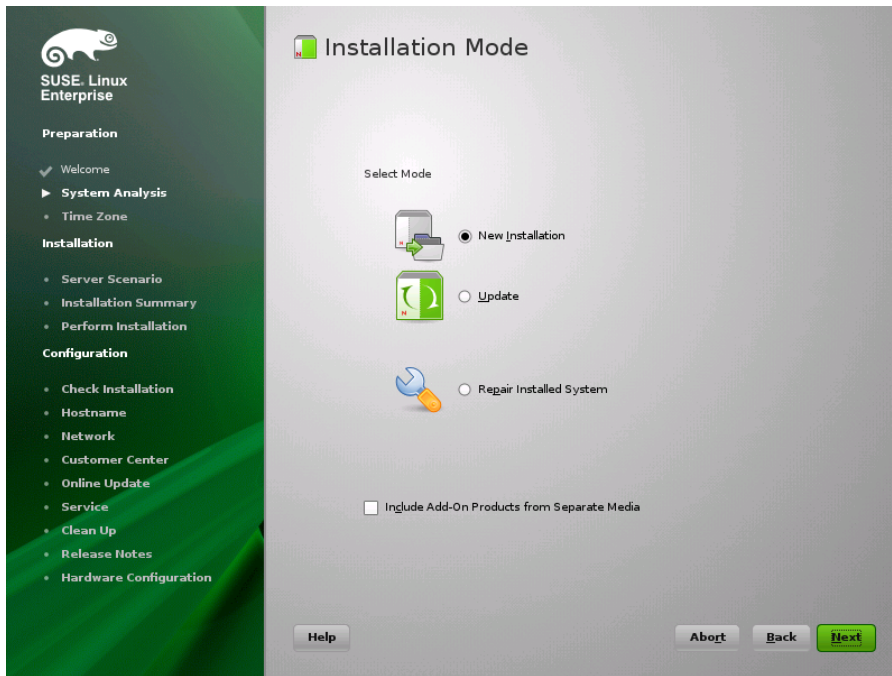 SUSE. Linux
Enterprise
Preparation
Welcome
System Analysis
Time Zone
Installation
Server Scenario
Installation Summary
Perform Installation
Configuration
Check Installation
Hostname
Network
Customer Center
Online Update
Service
Clean Up
Release Notes
Hardware Configuration
Installation Mode
Select Mode
New Installation
Update
Repair Installed System
Include Add-On Products from Separate Media
Help
Abort
Back
Next